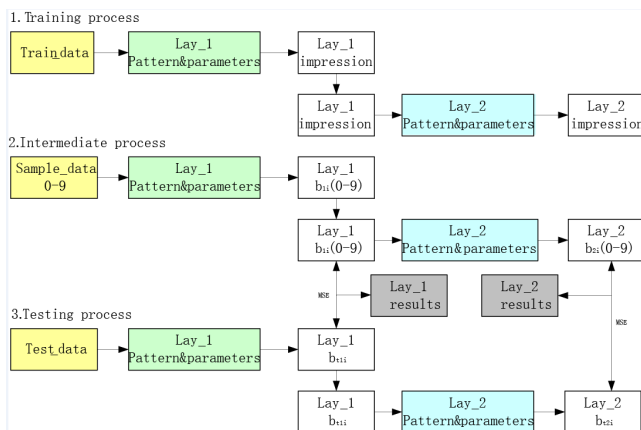 1. Training process
Train_data
Lay_1
Pattern&parameters
Lay_1
impression
Lay_1
impression
Lay_2
Pattern&parameters
Lay_2
impression
2.Intermediate process
Sample_data
0-9
Lay_1
Pattern&parameters
Lay_1
b1i(0-9)
Lay_1
b1i(0-9)
Lay_2
Pattern&parameters
Lay_2
b2i(0-9)
MSE
Lay_1
results
Lay_2
results
MSE
3.Testing process
Test_data
Lay_1
Pattern&parameters
Lay_1
bt1i
Lay_1
bt1i
Lay_2
Pattern&parameters
Lay_2
bt2i